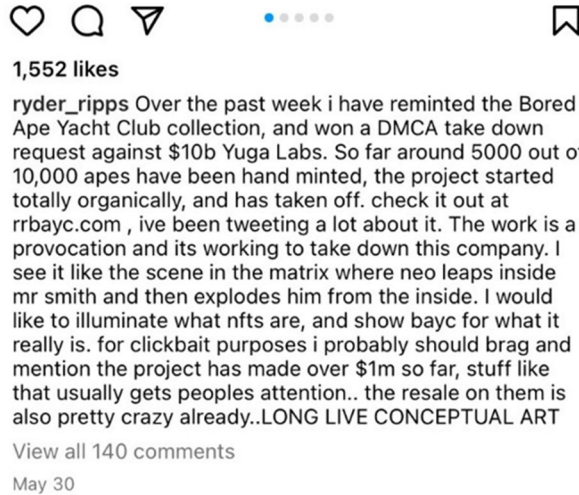 1,552 likes
ryder_ripps Over the past week i have reminted the Bored
Ape Yacht Club collection, and won a DMCA take down
request against $10b Yuga Labs. So far around 5000 out o
10,000 apes have been hand minted, the project started
totally organically, and has taken off. check it out at
rrbayc.com , ive been tweeting a lot about it. The work is a
provocation and its working to take down this company. I
see it like the scene in the matrix where neo leaps inside
mr smith and then explodes him from the inside. I would
like to illuminate what nfts are, and show bayc for what it
really is. for clickbait purposes i probably should brag and
mention the project has made over $1m so far, stuff like
that usually gets peoples attention.. the resale on them is
also pretty crazy already..LONG LIVE CONCEPTUAL ART
View all 140 comments
May 30